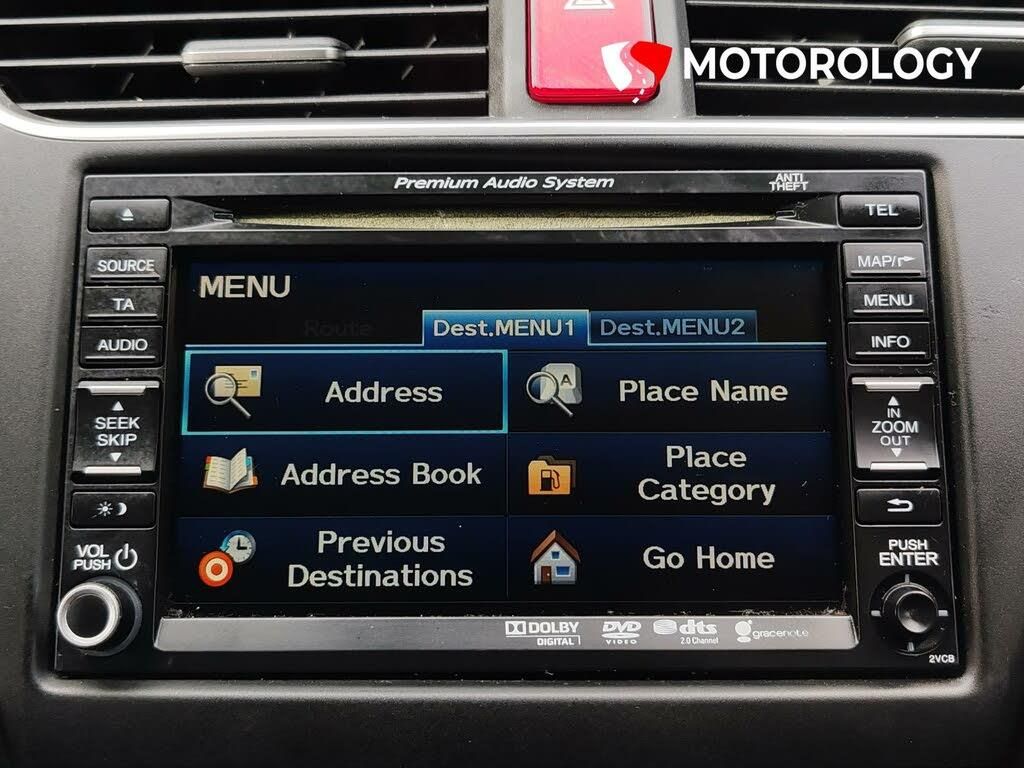 MOTOROLOGY
Premium Audio System
ANTI
THEFT
TEL
SOURCE
MAP/
TA
MENU
AUDIO
INFO
SEEK
SKIP
IN
ZOOM
OUT
VOL
PUSH
PUSH
ENTER
MENU
Route
Dest.MENU1
Dest.MENU2
Address
Place Name
Address Book
Place
Category
Previous
Destinations
Go Home
A
DOLBY
DIGITAL
DVD
VIDEO
dts
2.0 Channel
gracenote
2VCB